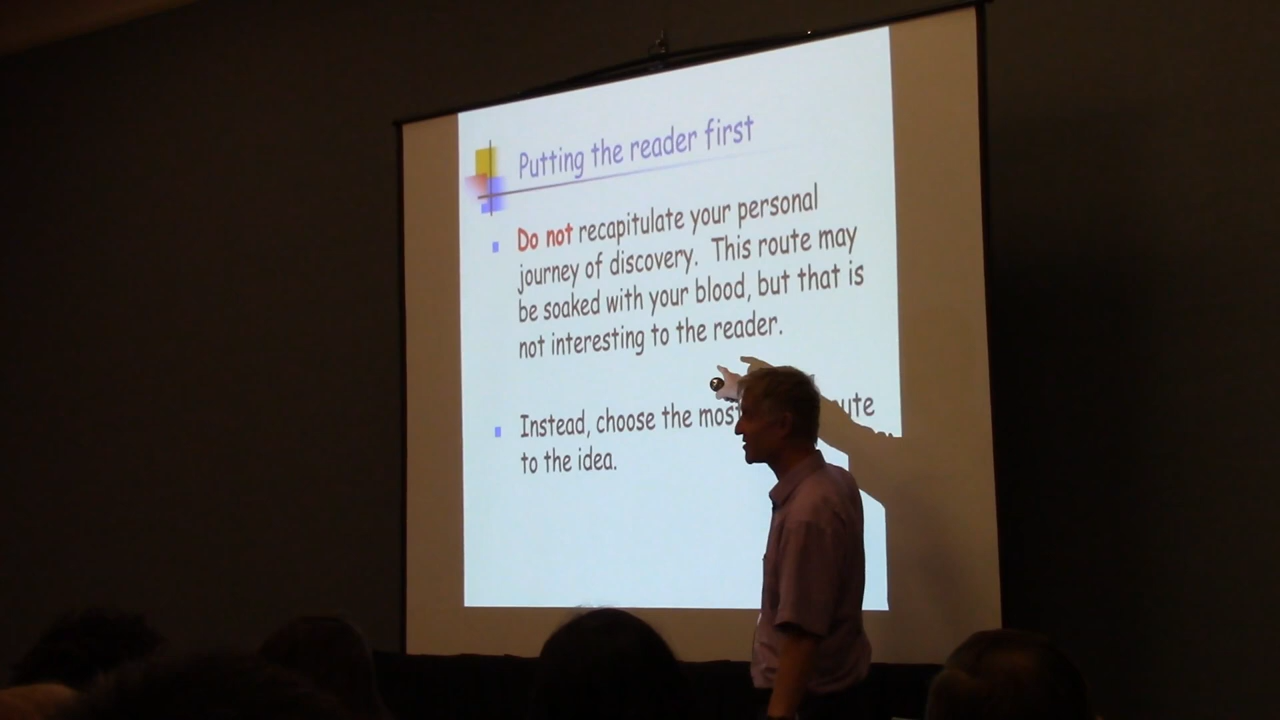 Putting the reader first
Do not recapitulate your personal
journey of discovery. This route may
be soaked with your blood, but that is
not interesting to the reader.
Instead, choose the most
to the idea.